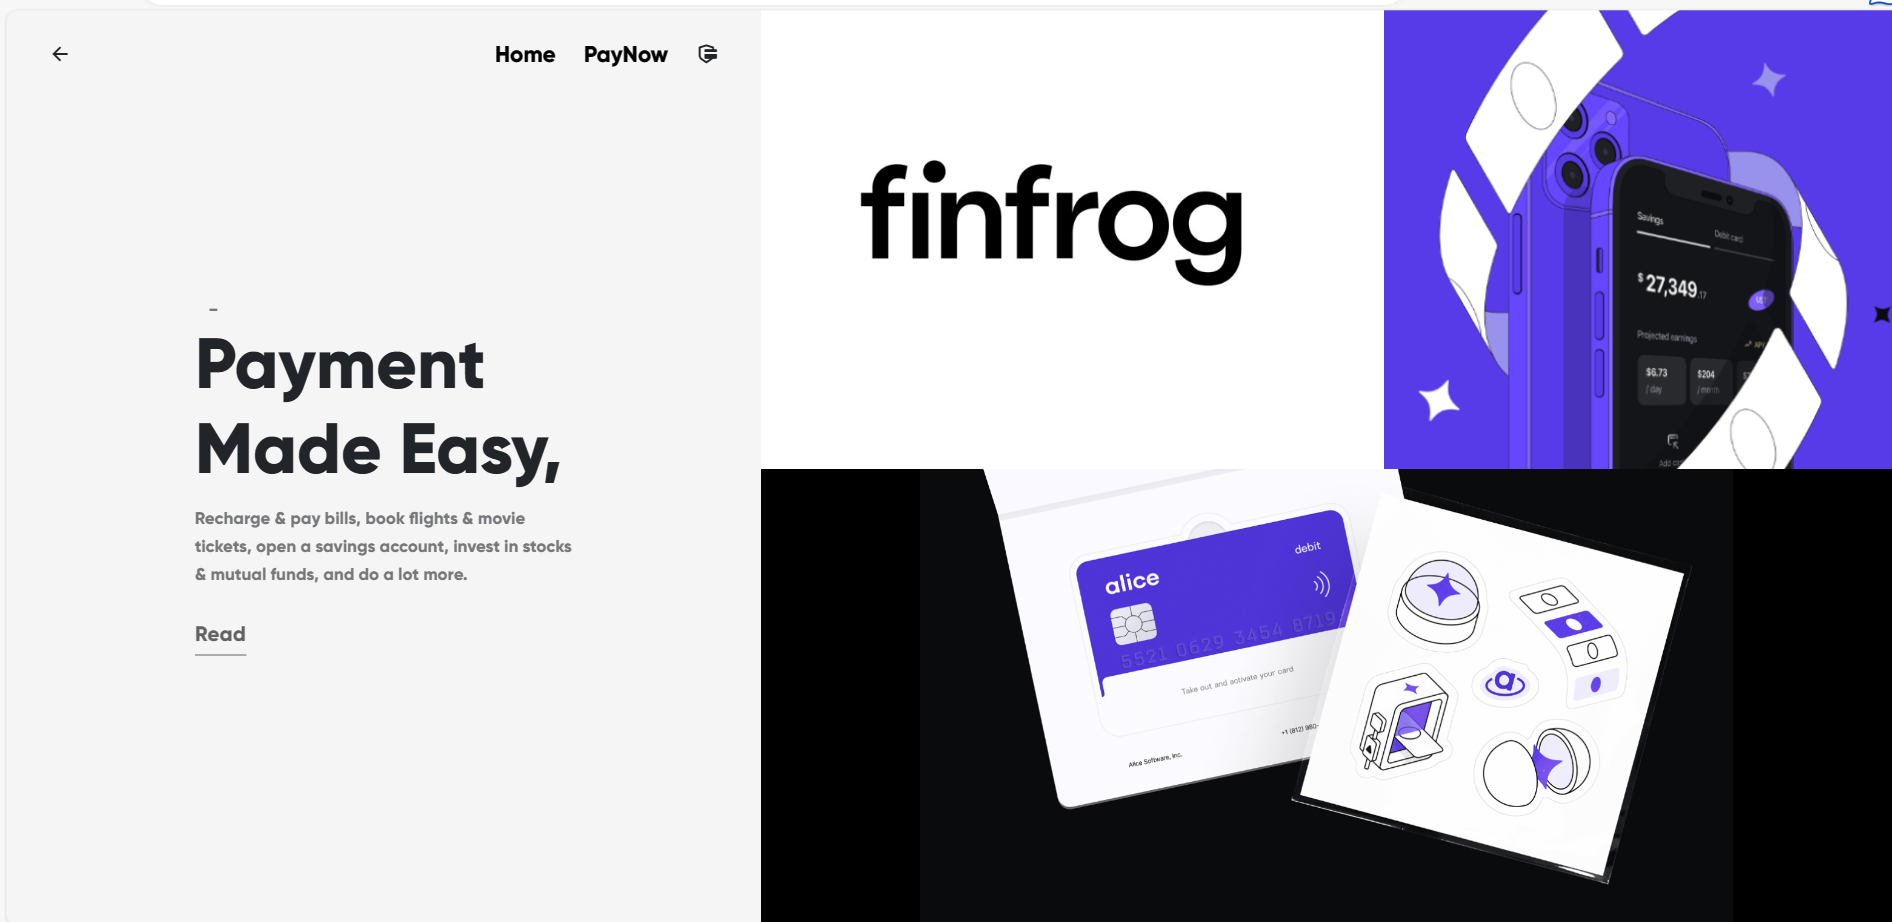 Home PayNow
-
Payment
Made Easy,
Recharge & pay bills, book flights & movie
tickets, open a savings account, invest in stocks
& mutual funds, and do a lot more.
Read
finfrog
Savings
Debit card
$ 27,349.17
Projected earnings
APY
$6.73
/ day
$204
/ month
debit
alice
5521 0629 3454 8719
Take out and activate your card
+1 (812) 980-
Alice Software, Inc.
a